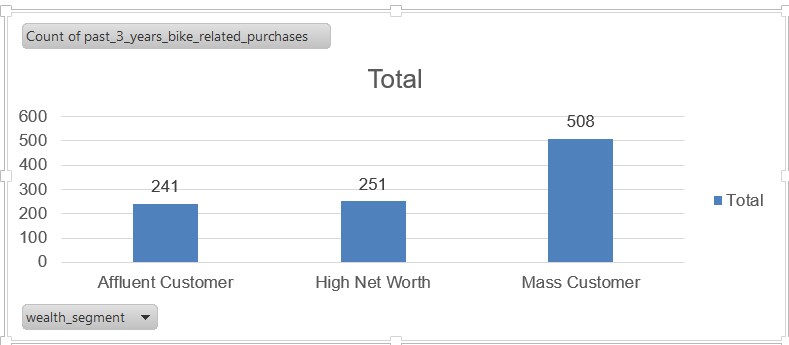 Count of past_3_years_bike_related_purchases
Total
600
500
400
300
200
100
0
241
251
508
Affluent Customer
High Net Worth
Mass Customer
Total
wealth_segment